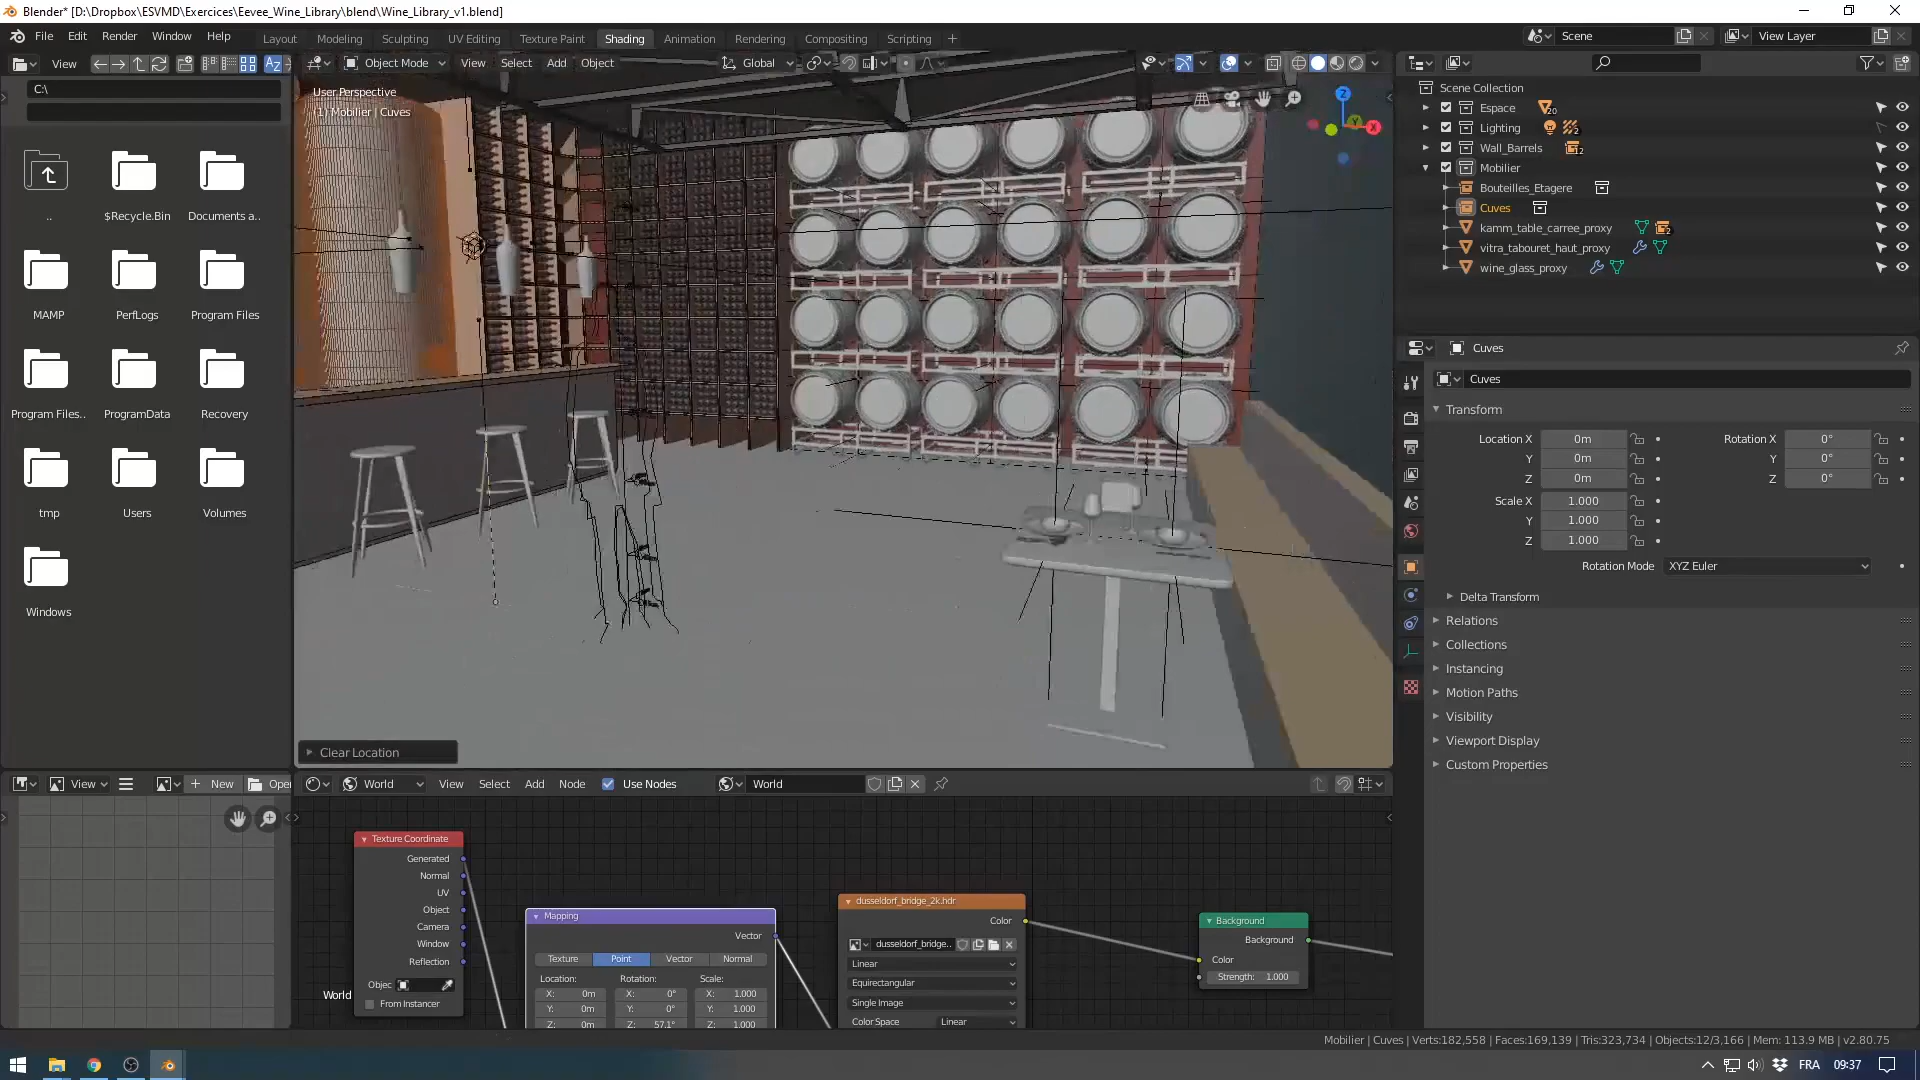 Blender* [D:\Dropbox\ESVMD\Exercices\Eevee_Wine_Library\blend\Wine_Library_v1.blend]
File Edit Render Window Help
Layout Modeling Sculpting UV Editing Texture Paint Shading Animation Rendering Compositing Scripting +
Scene
View Layer
View
Az
Object Mode View Select Add Object
Global
C:\
User Perspective
(1) Mobilier | Cuves
..
$Recycle.Bin
Documents a..
MAMP
PerfLogs
Program Files
Program Files..
ProgramData
Recovery
tmp
Users
Volumes
Windows
Z
Y
X
Clear Location
Scene Collection
Espace 20
Lighting 2
Wall_Barrels 12
Mobilier
Bouteilles_Etagere
Cuves
kamm_table_carree_proxy 2
vitra_tabouret_haut_proxy
wine_glass_proxy
Cuves
Cuves
Transform
Location X 0m Rotation X 0°
Y 0m Y 0°
Z 0m Z 0°
Scale X 1.000
Y 1.000
Z 1.000
Rotation Mode XYZ Euler
Delta Transform
Relations
Collections
Instancing
Motion Paths
Visibility
Viewport Display
Custom Properties
View + New Open
World View Select Add Node Use Nodes World
Texture Coordinate
Generated
Normal
UV
Object
Camera
Window
Reflection
Objec
From Instancer
World
Mapping
Vector
Texture Point Vector Normal
Location: Rotation: Scale:
X: 0m X: 0° X: 1.000
Y: 0m Y: 0° Y: 1.000
Z: 0m Z: 57.1° Z: 1.000
dusseldorf_bridge_2k.hdr
Color
dusseldorf_bridge..
Linear
Equirectangular
Single Image
Color Space Linear
Background
Background
Color
Strength: 1.000
Mobilier | Cuves | Verts:182,558 | Faces:169,139 | Tris:323,734 | Objects:12/3,166 | Mem: 113.9 MB | v2.80.75
FRA 09:37